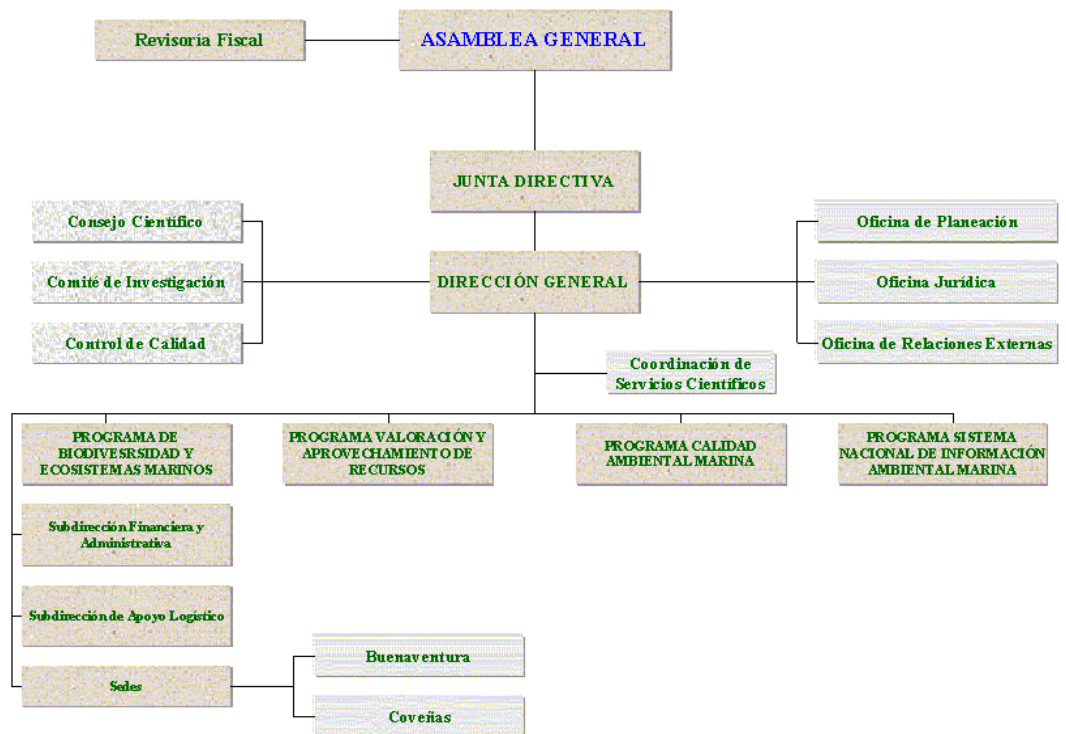 Revisoría Fiscal
ASAMBLEA GENERAL
JUNTA DIRECTIVA
Consejo Científico
Oficina de Planeación
Comité de Investigación
DIRECCIÓN GENERAL
Oficina Jurídica
Control de Calidad
Oficina de Relaciones Externas
Coordinación de
Servicios Científicos
PROGRAMA DE
BIODIVESRSIDAD Y
ECOSISTEMAS MARINOS
PROGRAMA VALORACIÓN Y
APROVECHAMIENTO DE
RECURSOS
PROGRAMA CALIDAD
AMBIENTAL MARINA
PROGRAMA SISTEMA
NACIONAL DE INFORMACIÓN
AMBIENTAL MARINA
Subdirección Financiera y
Administrativa
Subdirección de Apoyo Logístico
Sedes
Buenaventura
Coveñas